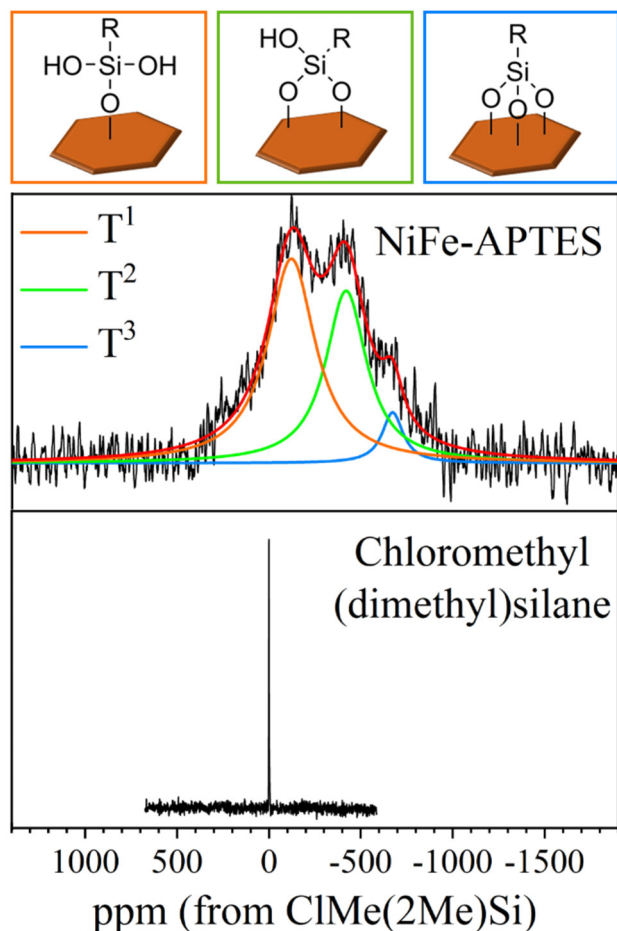 R
HO-Si-OH
O
HO
R
Si
O
O
R
Si
O
O
O
T¹
T²
T³
NiFe-APTES
Chloromethyl
(dimethyl)silane
1000 500 0 -500 -1000 -1500
ppm (from ClMe(2Me)Si)